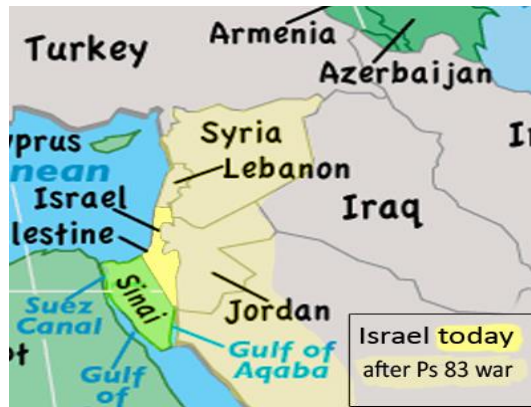 Armenia
Turkey
Azerbaijan
yprus
Syria
nean
Lebanon
Israel
Iraq
lestine
Sinai
Suez
Canal
Jordan
Gulf of
Aqaba
Gulf
of
Israel today
after Ps 83 war